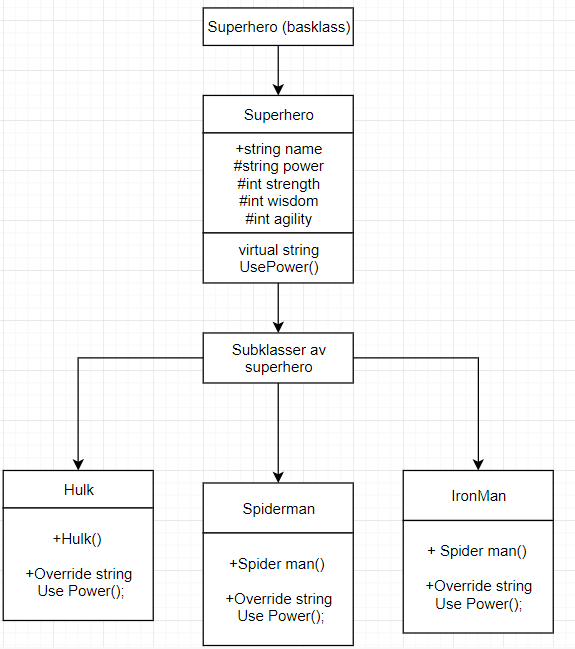 Superhero (basklass)
Superhero
+string name
#string power
#int strength
#int wisdom
#int agility
virtual string
UsePower()
Subklasser av
superhero
Hulk
+Hulk()
+Override string
Use Power();
Spiderman
+Spider man()
+Override string
Use Power();
IronMan
+ Spider man()
+Override string
Use Power();